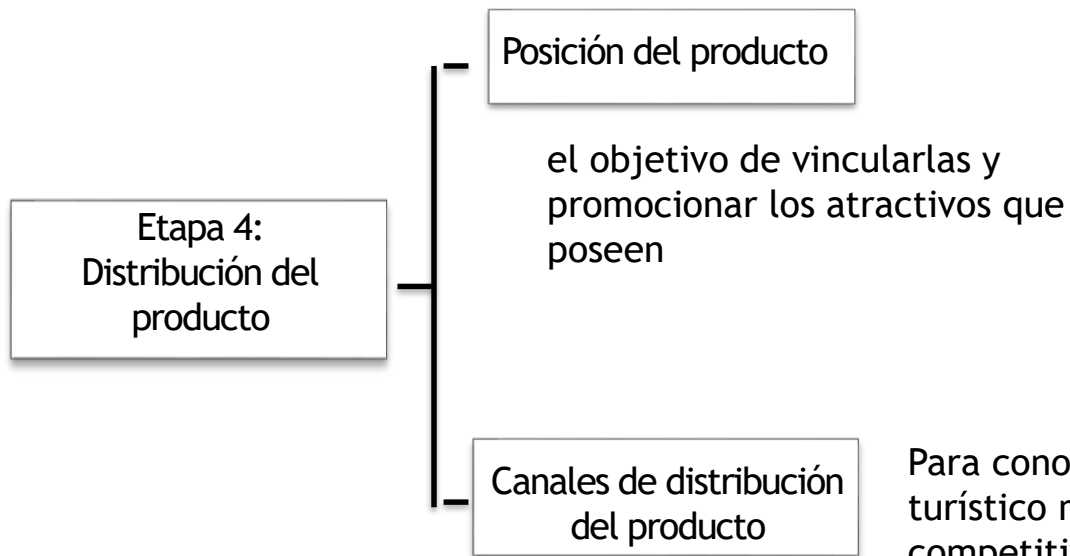 Posición del producto
el objetivo de vincularlas y
promocionar los atractivos que
poseen
Etapa 4:
Distribución del
producto
Canales de distribución
del producto
Para cono
turístico